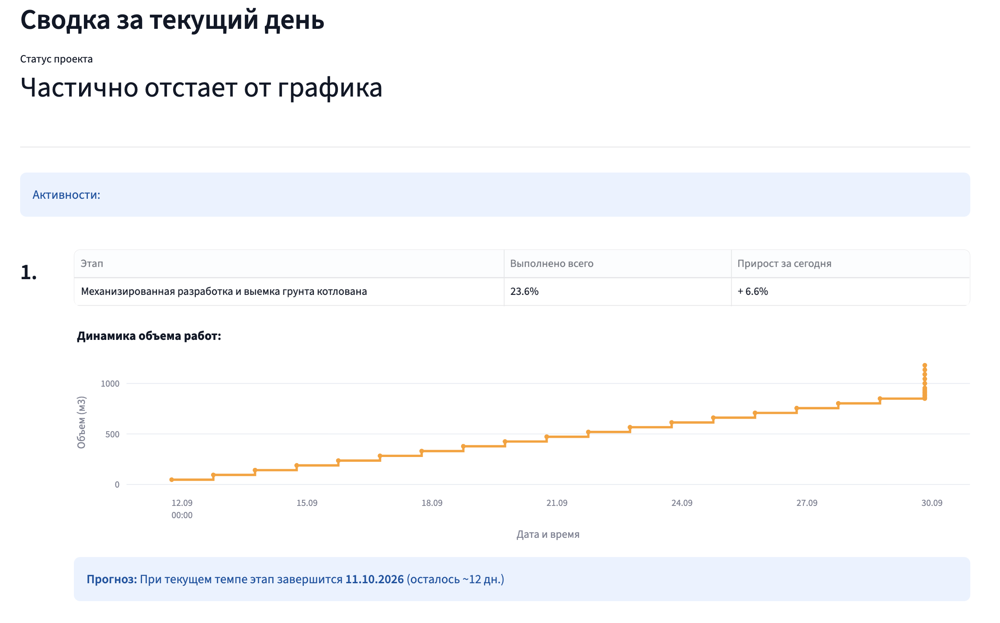 Сводка за текущий день
Статус проекта
Частично отстает от графика
Активности:
1.
Этап
Выполнено всего
Прирост за сегодня
Механизированная разработка и выемка грунта котлована
23.6%
+ 6.6%
Динамика объема работ:
Объем (м3)
1000
500
0
12.09
00:00
15.09
18.09
21.09
24.09
27.09
30.09
Дата и время
Прогноз: При текущем темпе этап завершится 11.10.2026 (осталось ~12 дн.)